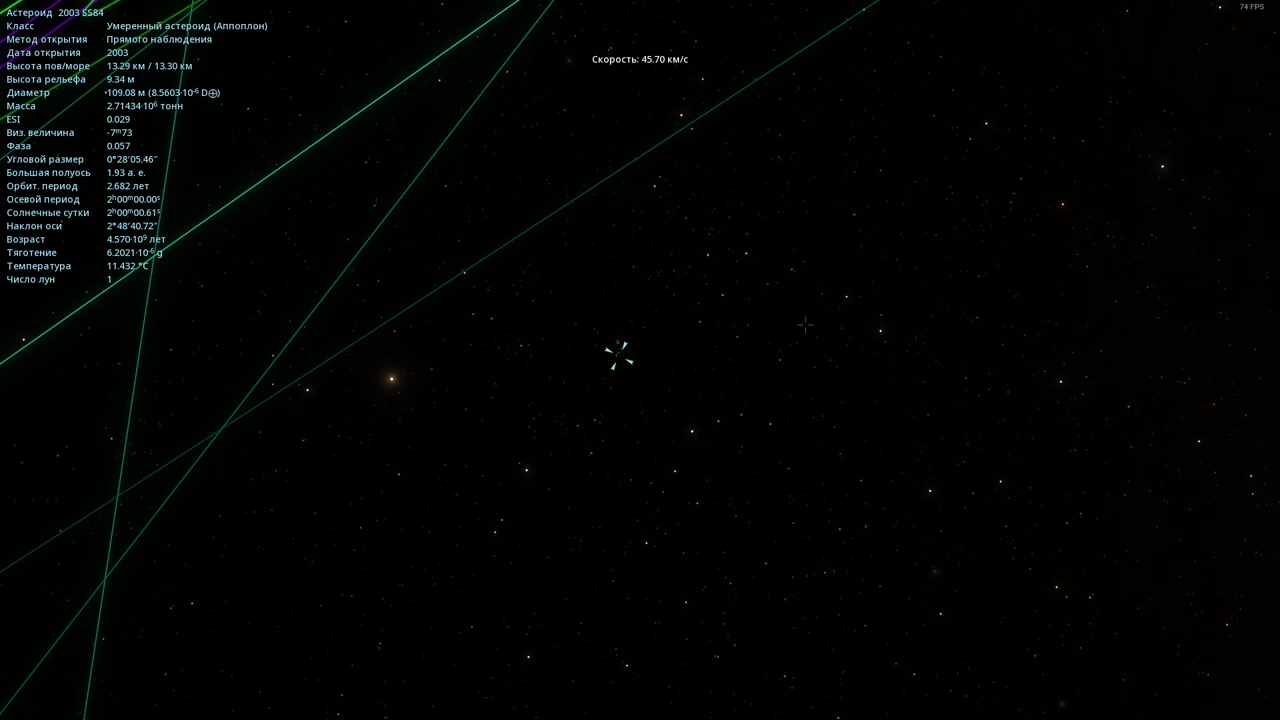 74 FPS
Астероид 2003 SS84
Класс Умеренный астероид (Апполлон)
Метод открытия Прямого наблюдения
Дата открытия 2003
Скорость: 45.70 км/с
Высота пов/море 13.29 км / 13.30 км
Высота рельефа 9.34 м
Диаметр 109.08 м (8.5603·10⁻⁶ D⊕)
Масса 2.71434·10⁶ тонн
ESI 0.029
Виз. величина -7ᵐ73
Фаза 0.057
Угловой размер 0°28′05.46″
Большая полуось 1.93 а. е.
Орбит. период 2.682 лет
Осевой период 2ʰ00ᵐ00.00ˢ
Солнечные сутки 2ʰ00ᵐ00.61ˢ
Наклон оси 2°48′40.72″
Возраст 4.570·10⁹ лет
Тяготение 6.2021·10⁻⁶ g
Температура 11.432 °C
Число лун 1